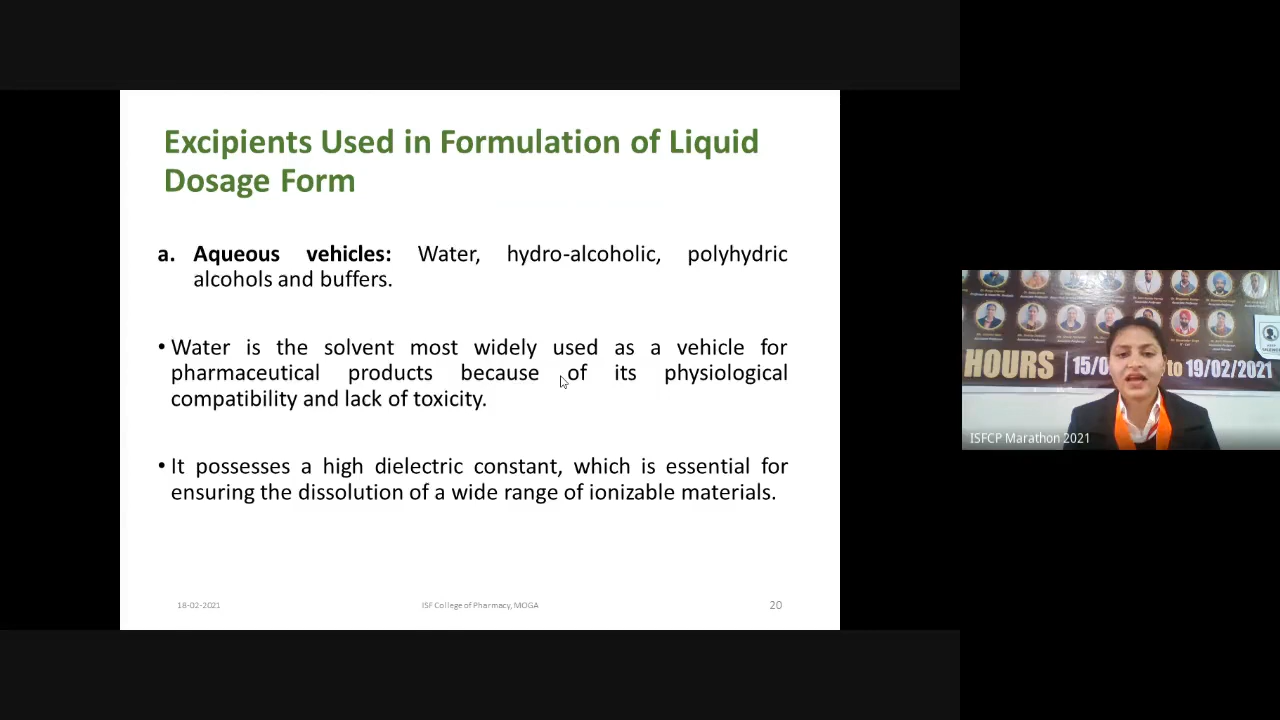 Excipients Used in Formulation of Liquid
Dosage Form
a. Aqueous vehicles: Water, hydro-alcoholic, polyhydric
alcohols and buffers.
• Water is the solvent most widely used as a vehicle for
pharmaceutical products because of its physiological
compatibility and lack of toxicity.
• It possesses a high dielectric constant, which is essential for
ensuring the dissolution of a wide range of ionizable materials.
18-02-2021
ISF College of Pharmacy, MOGA
20
HOURS
15/0
to 19/02/2021
ISFCP Marathon 2021